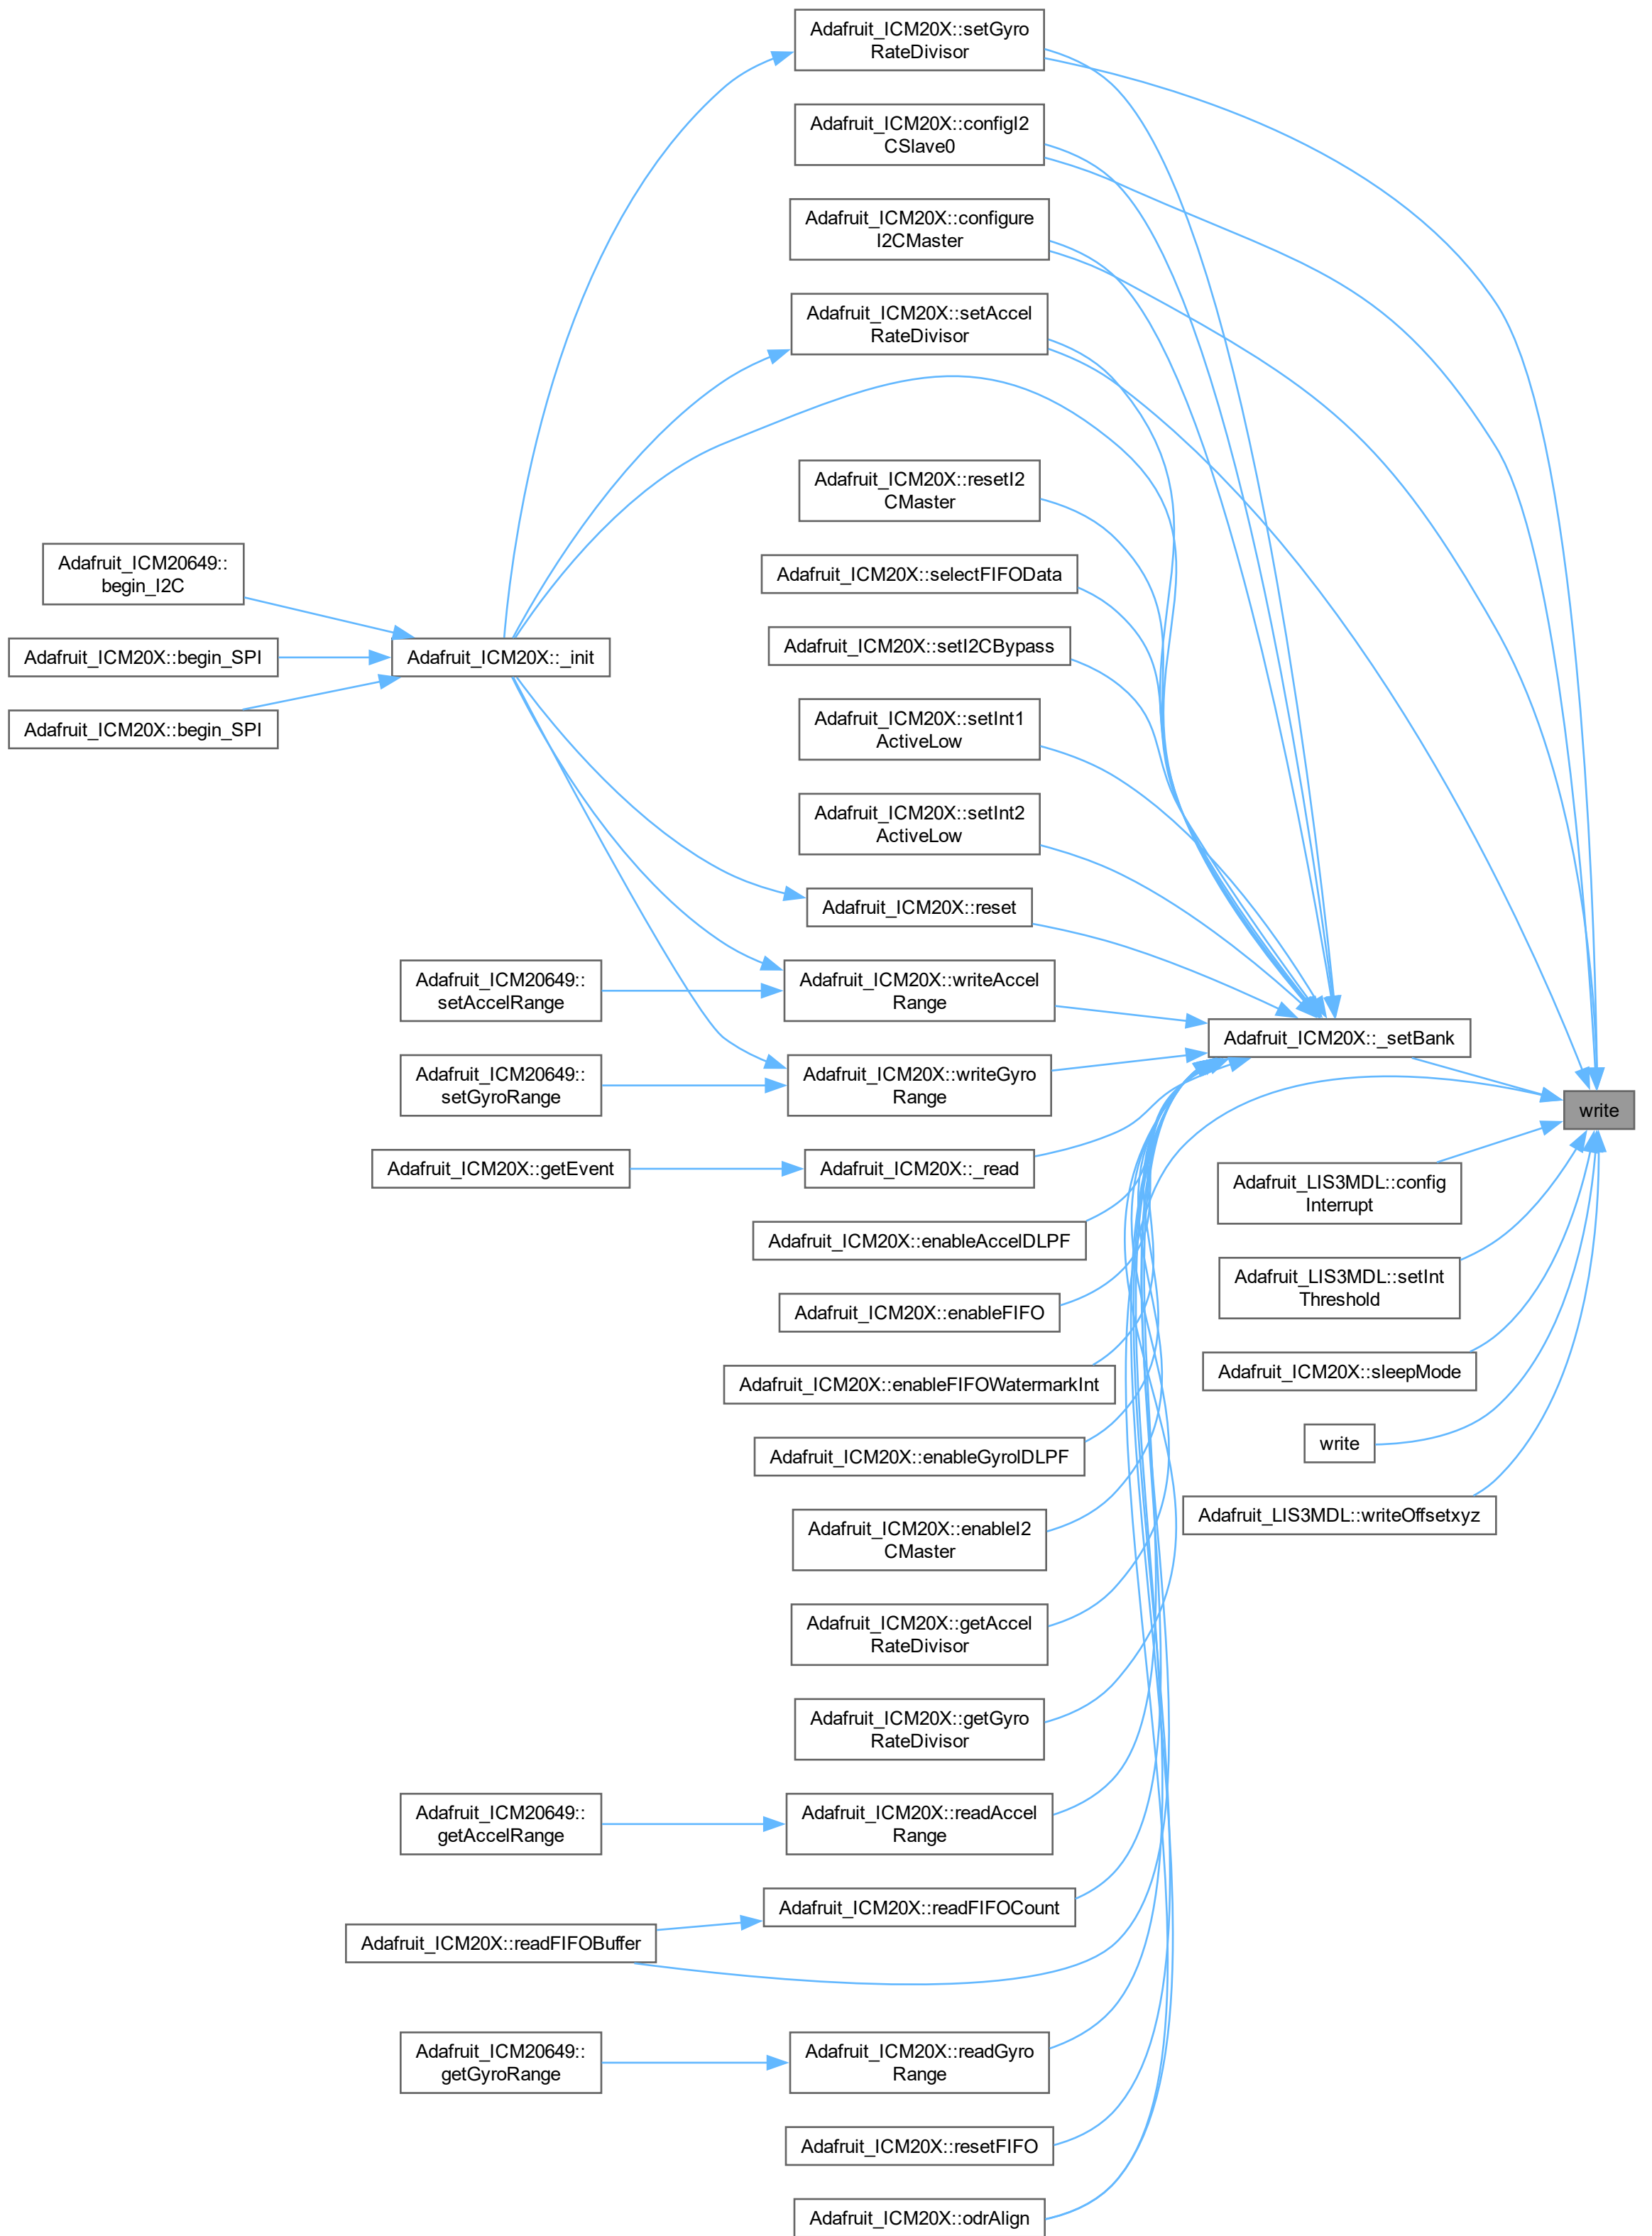 Adafruit_ICM20X::setGyro
RateDivisor
Adafruit_ICM20X::configI2
CSlave0
Adafruit_ICM20X::configure
I2CMaster
Adafruit_ICM20X::setAccel
RateDivisor
Adafruit_ICM20X::resetI2
CMaster
Adafruit_ICM20649::
begin_I2C
Adafruit_ICM20X::selectFIFOData
Adafruit_ICM20X::begin_SPI
Adafruit_ICM20X::_init
Adafruit_ICM20X::setI2CBypass
Adafruit_ICM20X::begin_SPI
Adafruit_ICM20X::setInt1
ActiveLow
Adafruit_ICM20X::setInt2
ActiveLow
Adafruit_ICM20X::reset
Adafruit_ICM20649::
setAccelRange
Adafruit_ICM20X::writeAccel
Range
Adafruit_ICM20X::_setBank
Adafruit_ICM20649::
setGyroRange
Adafruit_ICM20X::writeGyro
Range
write
Adafruit_ICM20X::getEvent
Adafruit_ICM20X::_read
Adafruit_LIS3MDL::config
Interrupt
Adafruit_ICM20X::enableAccelDLPF
Adafruit_LIS3MDL::setInt
Threshold
Adafruit_ICM20X::enableFIFO
Adafruit_ICM20X::sleepMode
Adafruit_ICM20X::enableFIFOWatermarkInt
write
Adafruit_ICM20X::enableGyrolDLPF
Adafruit_LIS3MDL::writeOffsetxyz
Adafruit_ICM20X::enableI2
CMaster
Adafruit_ICM20X::getAccel
RateDivisor
Adafruit_ICM20X::getGyro
RateDivisor
Adafruit_ICM20649::
getAccelRange
Adafruit_ICM20X::readAccel
Range
Adafruit_ICM20X::readFIFOCount
Adafruit_ICM20X::readFIFOBuffer
Adafruit_ICM20649::
getGyroRange
Adafruit_ICM20X::readGyro
Range
Adafruit_ICM20X::resetFIFO
Adafruit_ICM20X::odrAlign